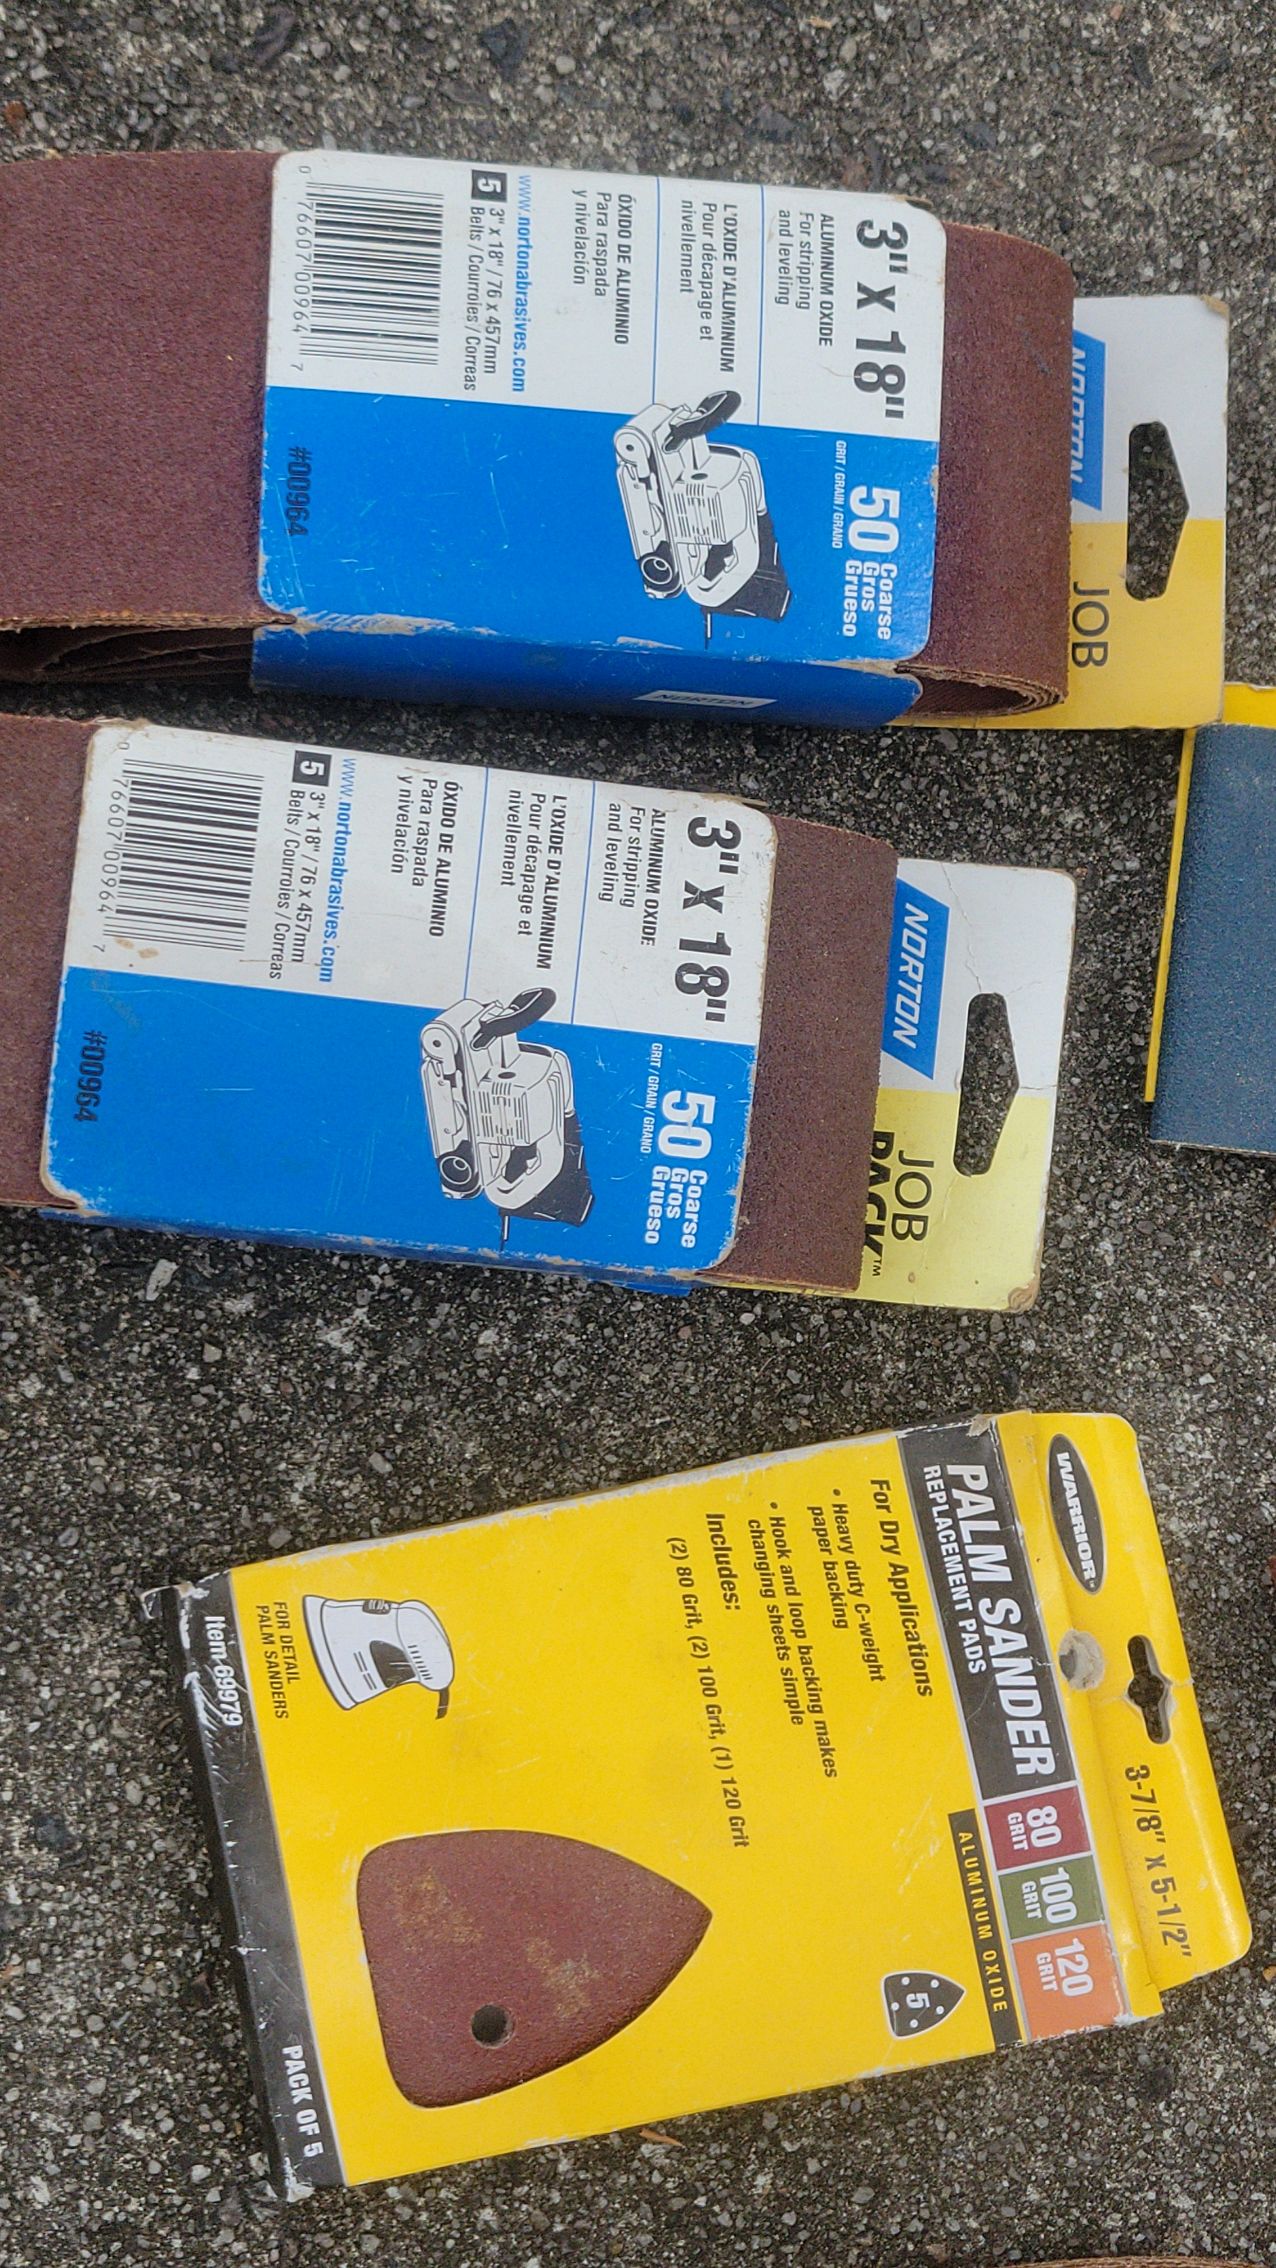 NORTON
JOB
3" x 18"
ALUMINUM OXIDE
For stripping
and leveling
L'OXIDE D'ALUMINIUM
Pour décapage et
nivellement
ÓXIDO DE ALUMINIO
Para raspada
y nivelación
www.nortonabrasives.com
5 3" x 18" / 76 x 457mm
Belts / Courroies / Correas
0 76607 00964 7
50 Coarse
Gros
Grueso
GRIT / GRAIN / GRANO
#00964
NORTON
NORTON
JOB
PACK™
3" x 18"
ALUMINUM OXIDE
For stripping
and leveling
L'OXIDE D'ALUMINIUM
Pour décapage et
nivellement
ÓXIDO DE ALUMINIO
Para raspada
y nivelación
www.nortonabrasives.com
5 3" x 18" / 76 x 457mm
Belts / Courroies / Correas
0 76607 00964 7
50 Coarse
Gros
Grueso
GRIT / GRAIN / GRANO
#00964
WARRIOR
3-7/8" X 5-1/2"
PALM SANDER
REPLACEMENT PADS
80 GRIT
100 GRIT
120 GRIT
ALUMINUM OXIDE
For Dry Applications
• Heavy duty C-weight
paper backing
• Hook and loop backing makes
changing sheets simple
Includes:
(2) 80 Grit, (2) 100 Grit, (1) 120 Grit
5
FOR DETAIL
PALM SANDERS
Item 69979
PACK OF 5